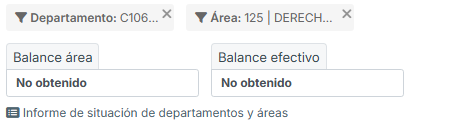 Departamento: C106... × Área: 125 | DERECH... ×
Balance área Balance efectivo
No obtenido No obtenido
Informe de situación de departamentos y áreas